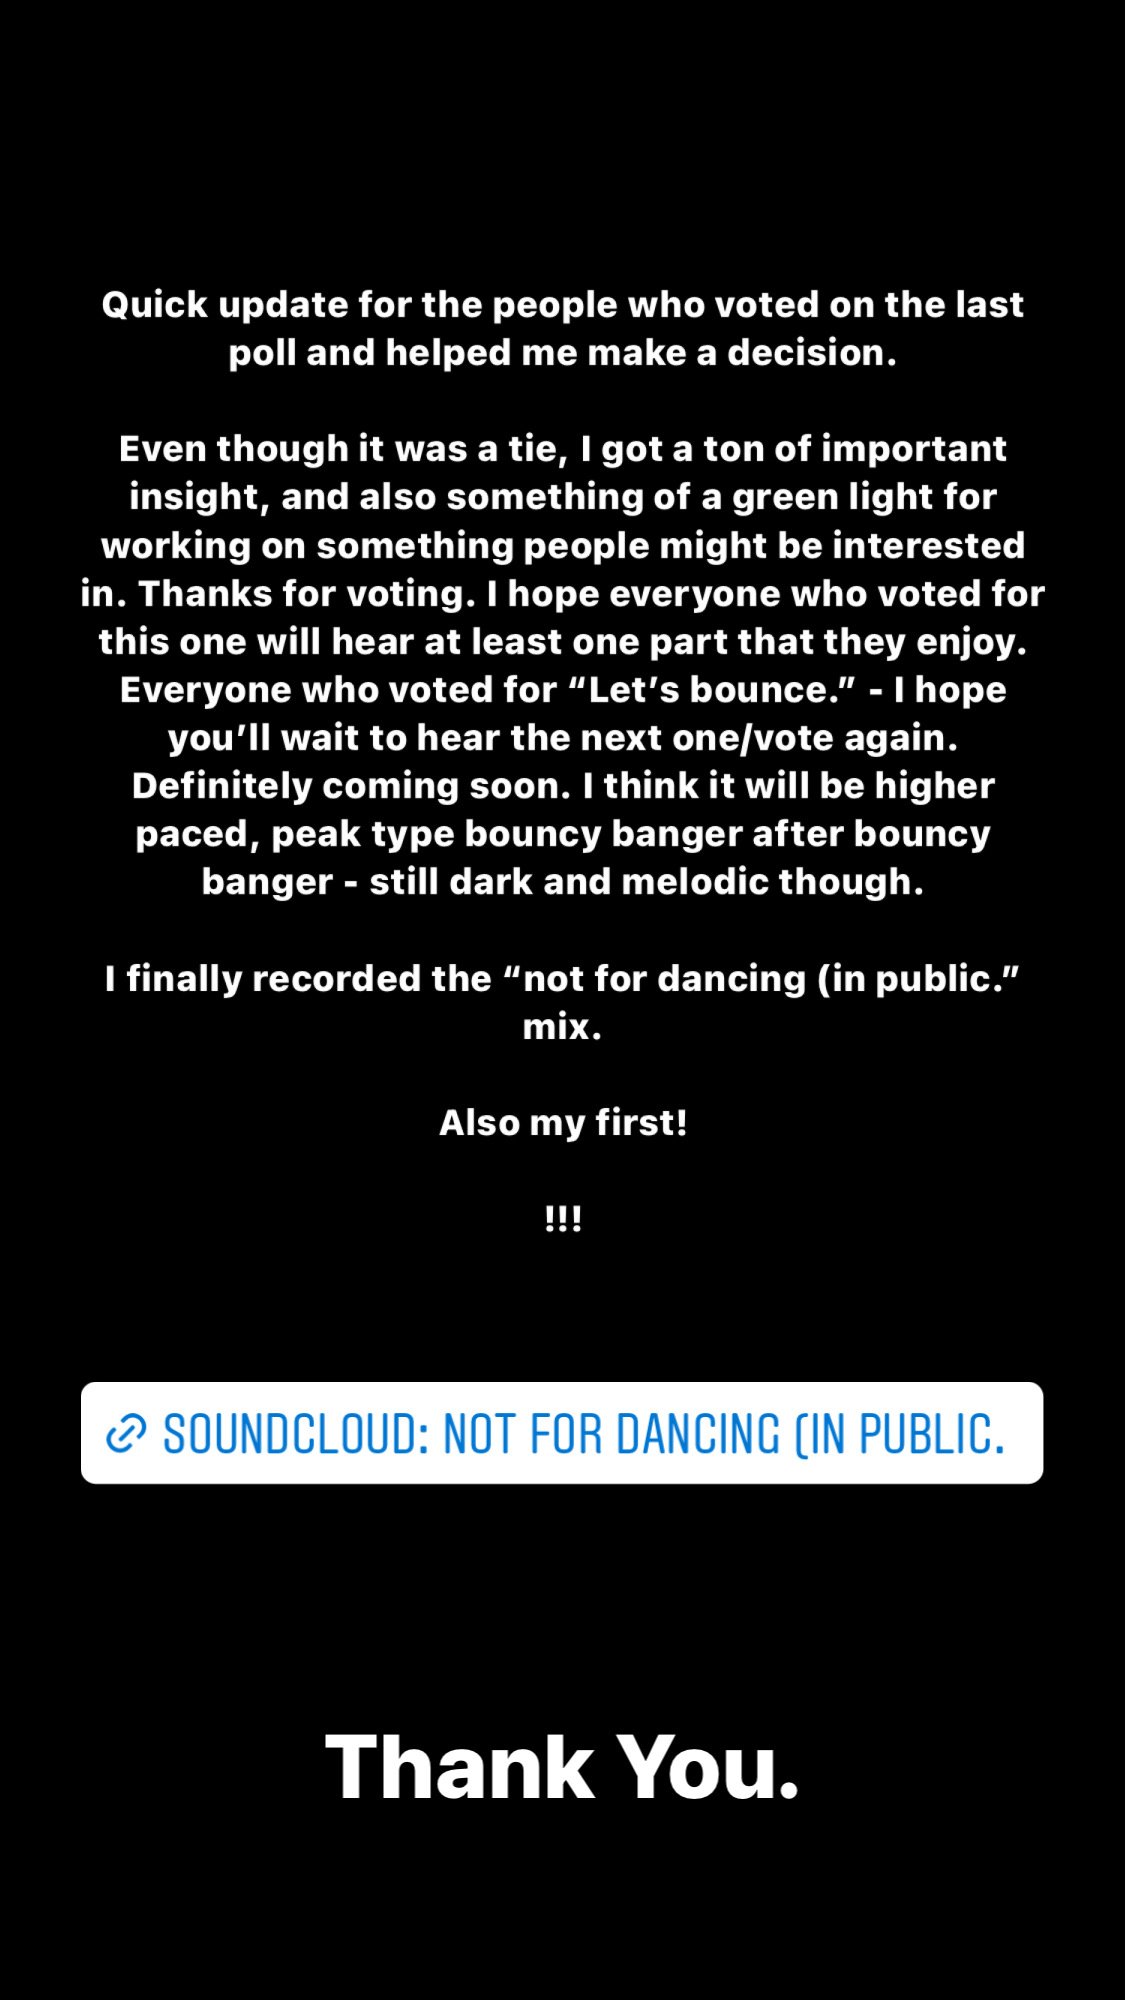 Quick update for the people who voted on the last
poll and helped me make a decision.
Even though it was a tie, I got a ton of important
insight, and also something of a green light for
working on something people might be interested
in. Thanks for voting. I hope everyone who voted for
this one will hear at least one part that they enjoy.
Everyone who voted for “Let’s bounce.” - I hope
you’ll wait to hear the next one/vote again.
Definitely coming soon. I think it will be higher
paced, peak type bouncy banger after bouncy
banger - still dark and melodic though.
I finally recorded the “not for dancing (in public.”
mix.
Also my first!
!!!
SOUNDCLOUD: NOT FOR DANCING (IN PUBLIC.
Thank You.